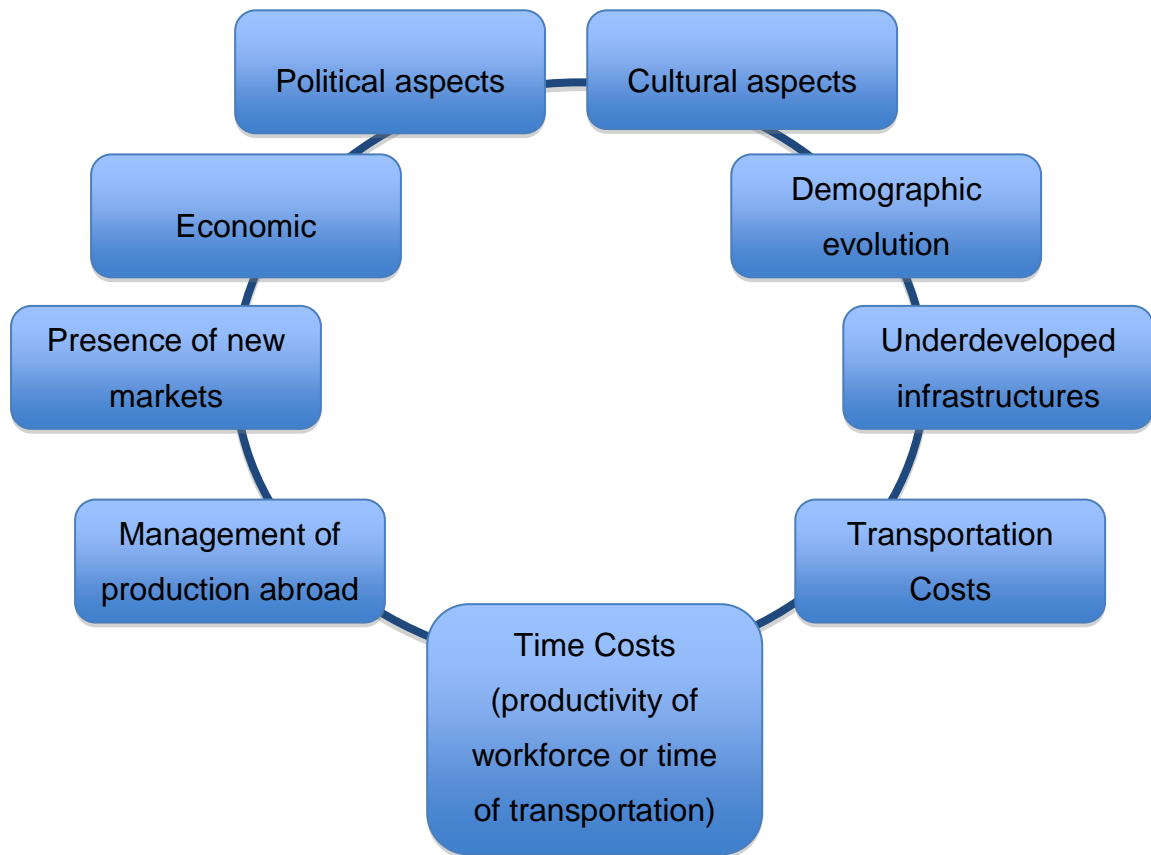 Political aspects
Cultural aspects
Economic
Demographic
evolution
Presence of new
markets
Underdeveloped
infrastructures
Management of
production abroad
Transportation
Costs
Time Costs
(productivity of
workforce or time
of transportation)